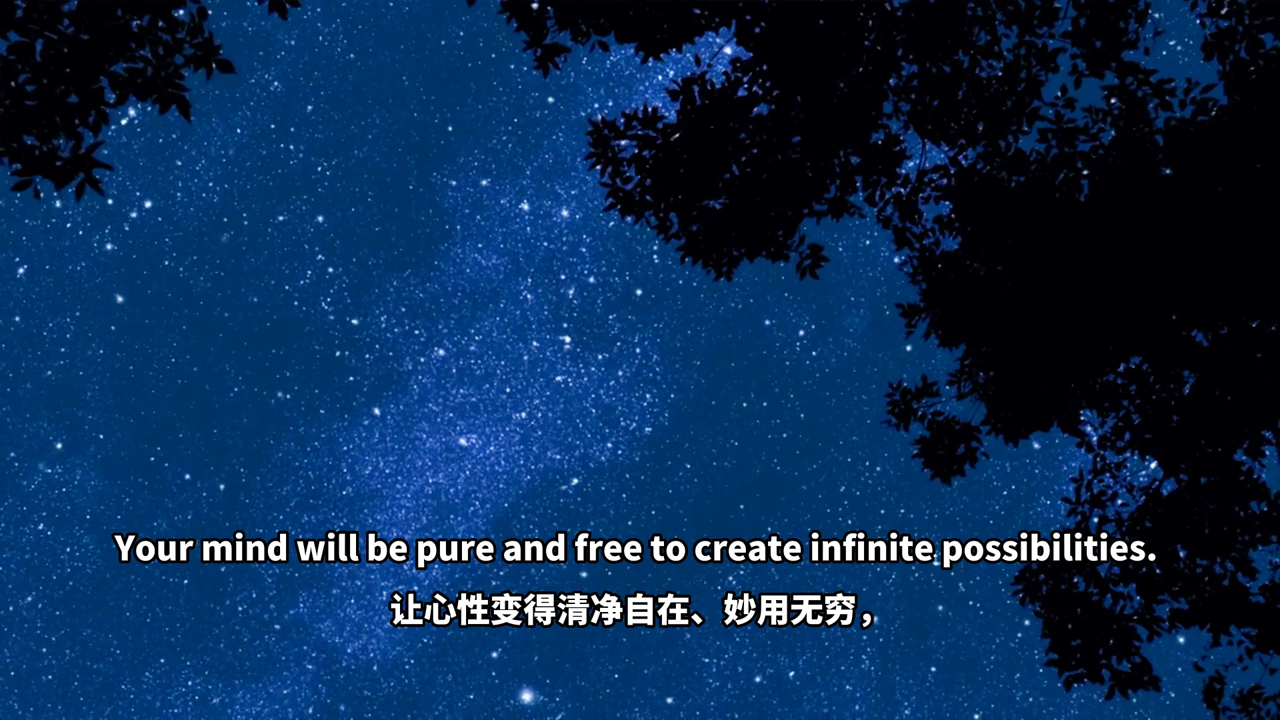 Your mind will be pure and free to create infinite possibilities.
让心性变得清净自在、妙用无穷，